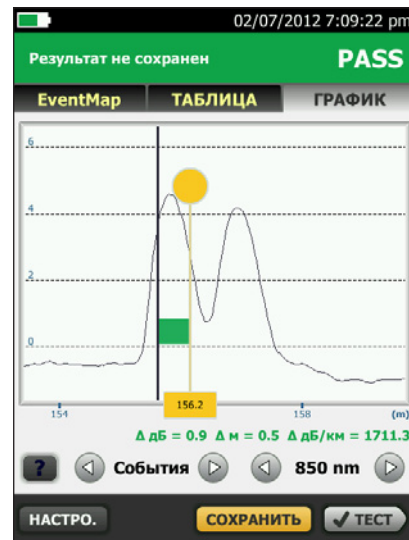 02/07/2012 7:09:22 pm
Результат не сохранен PASS
EventMap ТАБЛИЦА ГРАФИК
6
4
2
0
156.2
154 158 (m)
Δ дБ = 0.9 Δ м = 0.5 Δ дБ/км = 1711.3
? События 850 nm
НАСТРО. СОХРАНИТЬ ТЕСТ